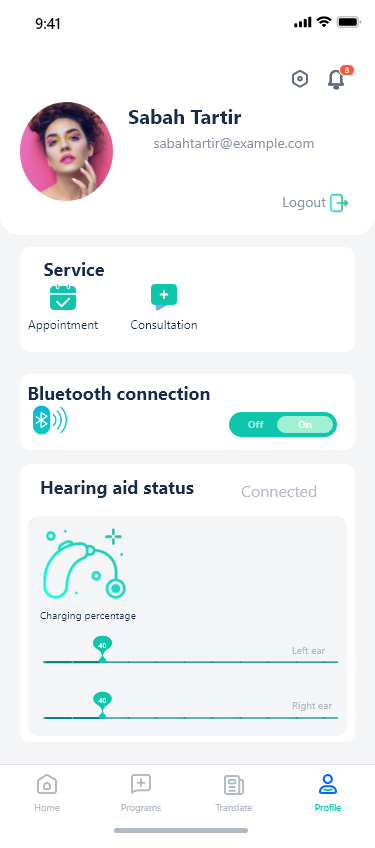 9:41
8
Sabah Tartir
sabahtartir@example.com
Logout
Service
Appointment Consultation
Bluetooth connection
Off On
Hearing aid status Connected
Charging percentage
40 Left ear
40 Right ear
Home Programs Translate Profile